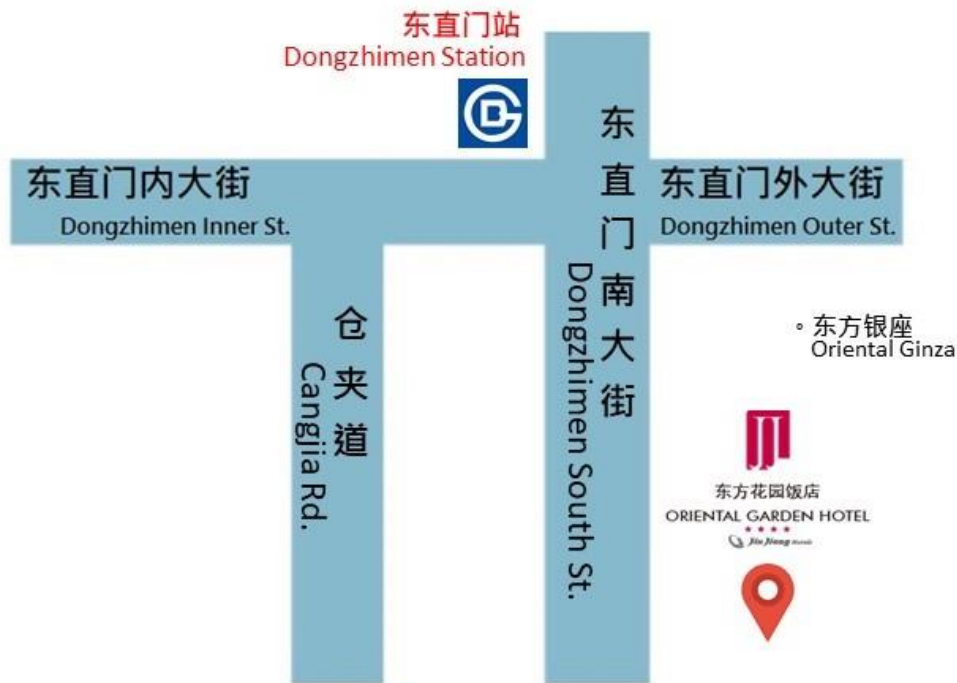 东直门站
Dongzhimen Station
东直门内大街
Dongzhimen Inner St.
东直门南大街
Dongzhimen South St.
东直门外大街
Dongzhimen Outer St.
仓夹道
Cangjia Rd.
东方银座
Oriental Ginza
东方花园饭店
ORIENTAL GARDEN HOTEL
Jin Jiang